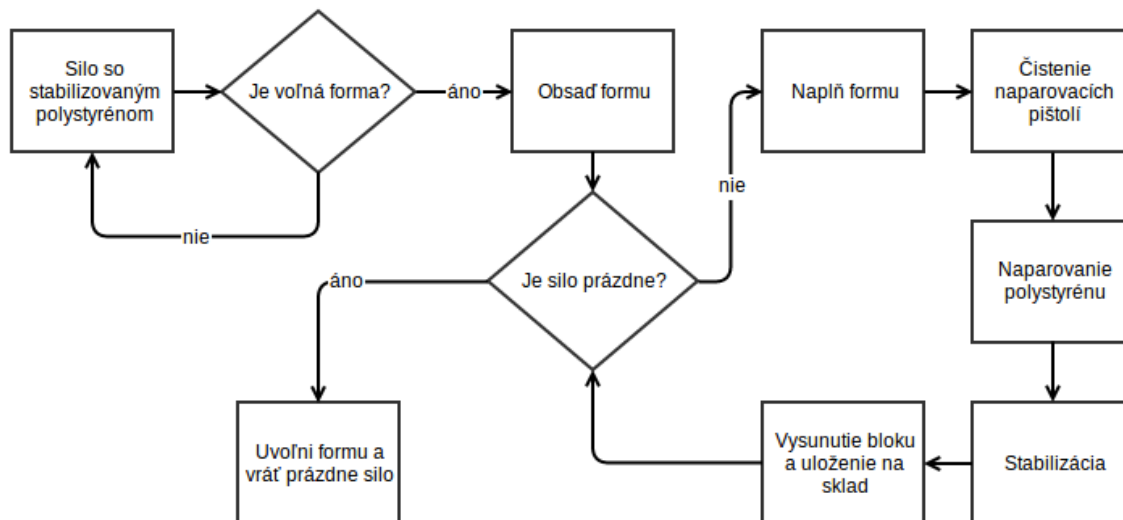 Silo so
stabilizovaným
polystyrénom
Je voľná forma?
áno
Obsaď formu
Naplň formu
Čistenie
naparovacích
pištolí
nie
nie
Naparovanie
polystyrénu
Je silo prázdne?
áno
Uvoľni formu a
vráť prázdne silo
Vysunutie bloku
a uloženie na
sklad
Stabilizácia